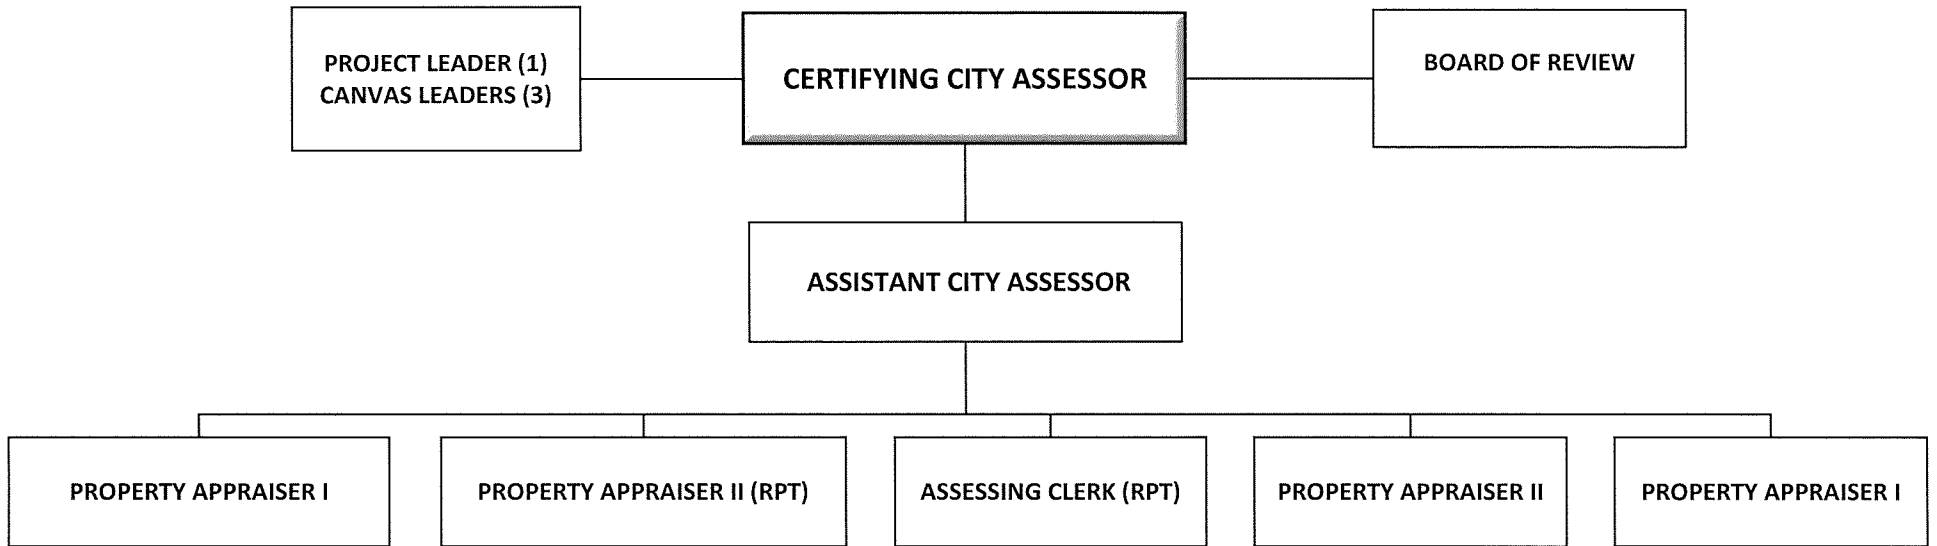 PROJECT LEADER (1)
CANVAS LEADERS (3)
CERTIFYING CITY ASSESSOR
BOARD OF REVIEW
ASSISTANT CITY ASSESSOR
PROPERTY APPRAISER I
PROPERTY APPRAISER II (RPT)
ASSESSING CLERK (RPT)
PROPERTY APPRAISER II
PROPERTY APPRAISER I